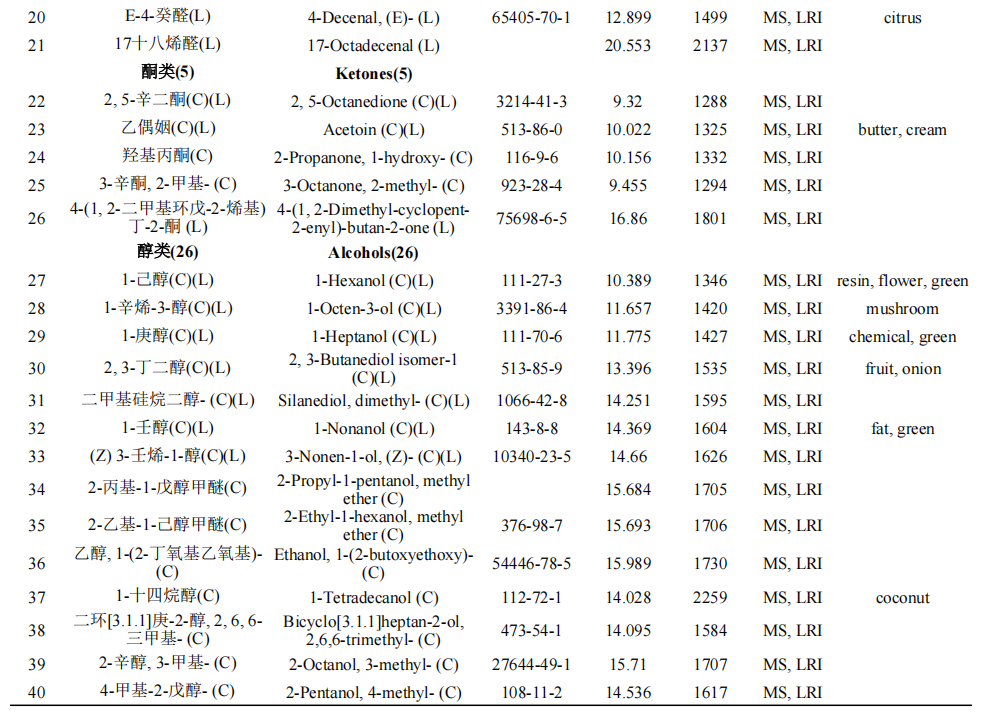 20 E-4-癸醛(L) 4-Decenal, (E)- (L) 65405-70-1 12.899 1499 MS, LRI citrus
21 17十八烯醛(L) 17-Octadecenal (L) 20.553 2137 MS, LRI
酮类(5) Ketones(5)
22 2, 5-辛二酮(C)(L) 2, 5-Octanedione (C)(L) 3214-41-3 9.32 1288 MS, LRI
23 乙偶姻(C)(L) Acetoin (C)(L) 513-86-0 10.022 1325 MS, LRI butter, cream
24 羟基丙酮(C) 2-Propanone, 1-hydroxy- (C) 116-9-6 10.156 1332 MS, LRI
25 3-辛酮, 2-甲基- (C) 3-Octanone, 2-methyl- (C) 923-28-4 9.455 1294 MS, LRI
26 4-(1, 2-二甲基环戊-2-烯基)丁-2-酮 (L) 4-(1, 2-Dimethyl-cyclopent-2-enyl)-butan-2-one (L) 75698-6-5 16.86 1801 MS, LRI
醇类(26) Alcohols(26)
27 1-己醇(C)(L) 1-Hexanol (C)(L) 111-27-3 10.389 1346 MS, LRI resin, flower, green
28 1-辛烯-3-醇(C)(L) 1-Octen-3-ol (C)(L) 3391-86-4 11.657 1420 MS, LRI mushroom
29 1-庚醇(C)(L) 1-Heptanol (C)(L) 111-70-6 11.775 1427 MS, LRI chemical, green
30 2, 3-丁二醇(C)(L) 2, 3-Butanediol isomer-1 (C)(L) 513-85-9 13.396 1535 MS, LRI fruit, onion
31 二甲基硅烷二醇- (C)(L) Silanediol, dimethyl- (C)(L) 1066-42-8 14.251 1595 MS, LRI
32 1-壬醇(C)(L) 1-Nonanol (C)(L) 143-8-8 14.369 1604 MS, LRI fat, green
33 (Z) 3-壬烯-1-醇(C)(L) 3-Nonen-1-ol, (Z)- (C)(L) 10340-23-5 14.66 1626 MS, LRI
34 2-丙基-1-戊醇甲醚(C) 2-Propyl-1-pentanol, methyl ether (C) 15.684 1705 MS, LRI
35 2-乙基-1-己醇甲醚(C) 2-Ethyl-1-hexanol, methyl ether (C) 376-98-7 15.693 1706 MS, LRI
36 乙醇, 1-(2-丁氧基乙氧基)- (C) Ethanol, 1-(2-butoxyethoxy)- (C) 54446-78-5 15.989 1730 MS, LRI
37 1-十四烷醇(C) 1-Tetradecanol (C) 112-72-1 14.028 2259 MS, LRI coconut
38 二环[3.1.1]庚-2-醇, 2, 6, 6-三甲基- (C) Bicyclo[3.1.1]heptan-2-ol, 2,6,6-trimethyl- (C) 473-54-1 14.095 1584 MS, LRI
39 2-辛醇, 3-甲基- (C) 2-Octanol, 3-methyl- (C) 27644-49-1 15.71 1707 MS, LRI
40 4-甲基-2-戊醇- (C) 2-Pentanol, 4-methyl- (C) 108-11-2 14.536 1617 MS, LRI